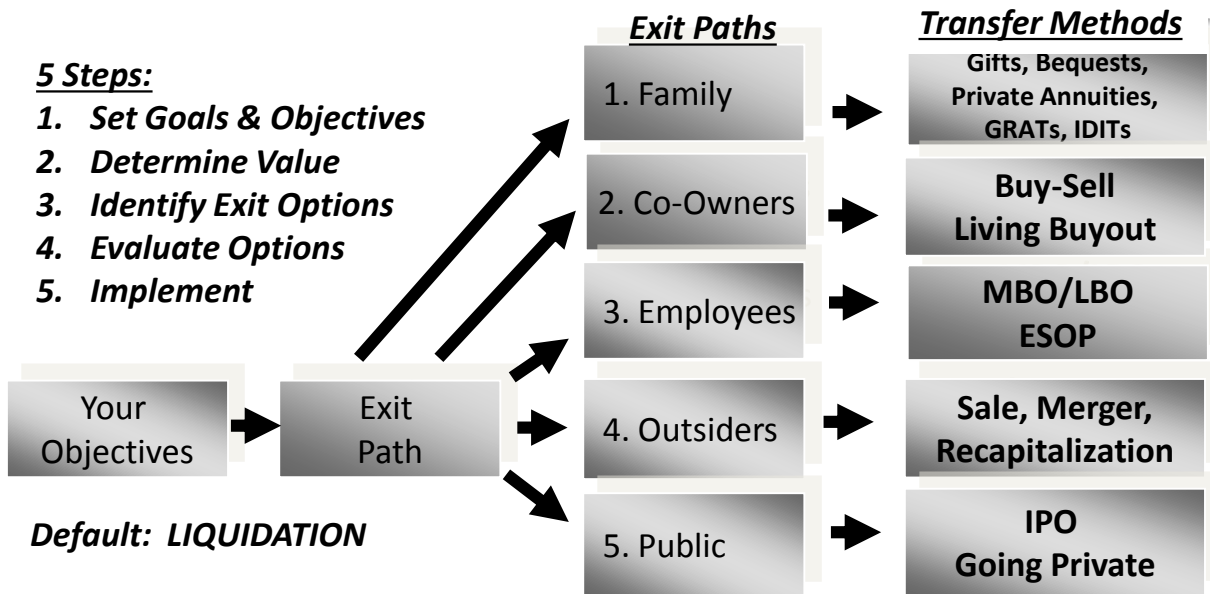 5 Steps:
1. Set Goals & Objectives
2. Determine Value
3. Identify Exit Options
4. Evaluate Options
5. Implement
Your
Objectives
Exit
Path
Default: LIQUIDATION
Exit Paths
1. Family
2. Co-Owners
3. Employees
4. Outsiders
5. Public
Transfer Methods
Gifts, Bequests,
Private Annuities,
GRATs, IDITs
Buy-Sell
Living Buyout
MBO/LBO
ESOP
Sale, Merger,
Recapitalization
IPO
Going Private